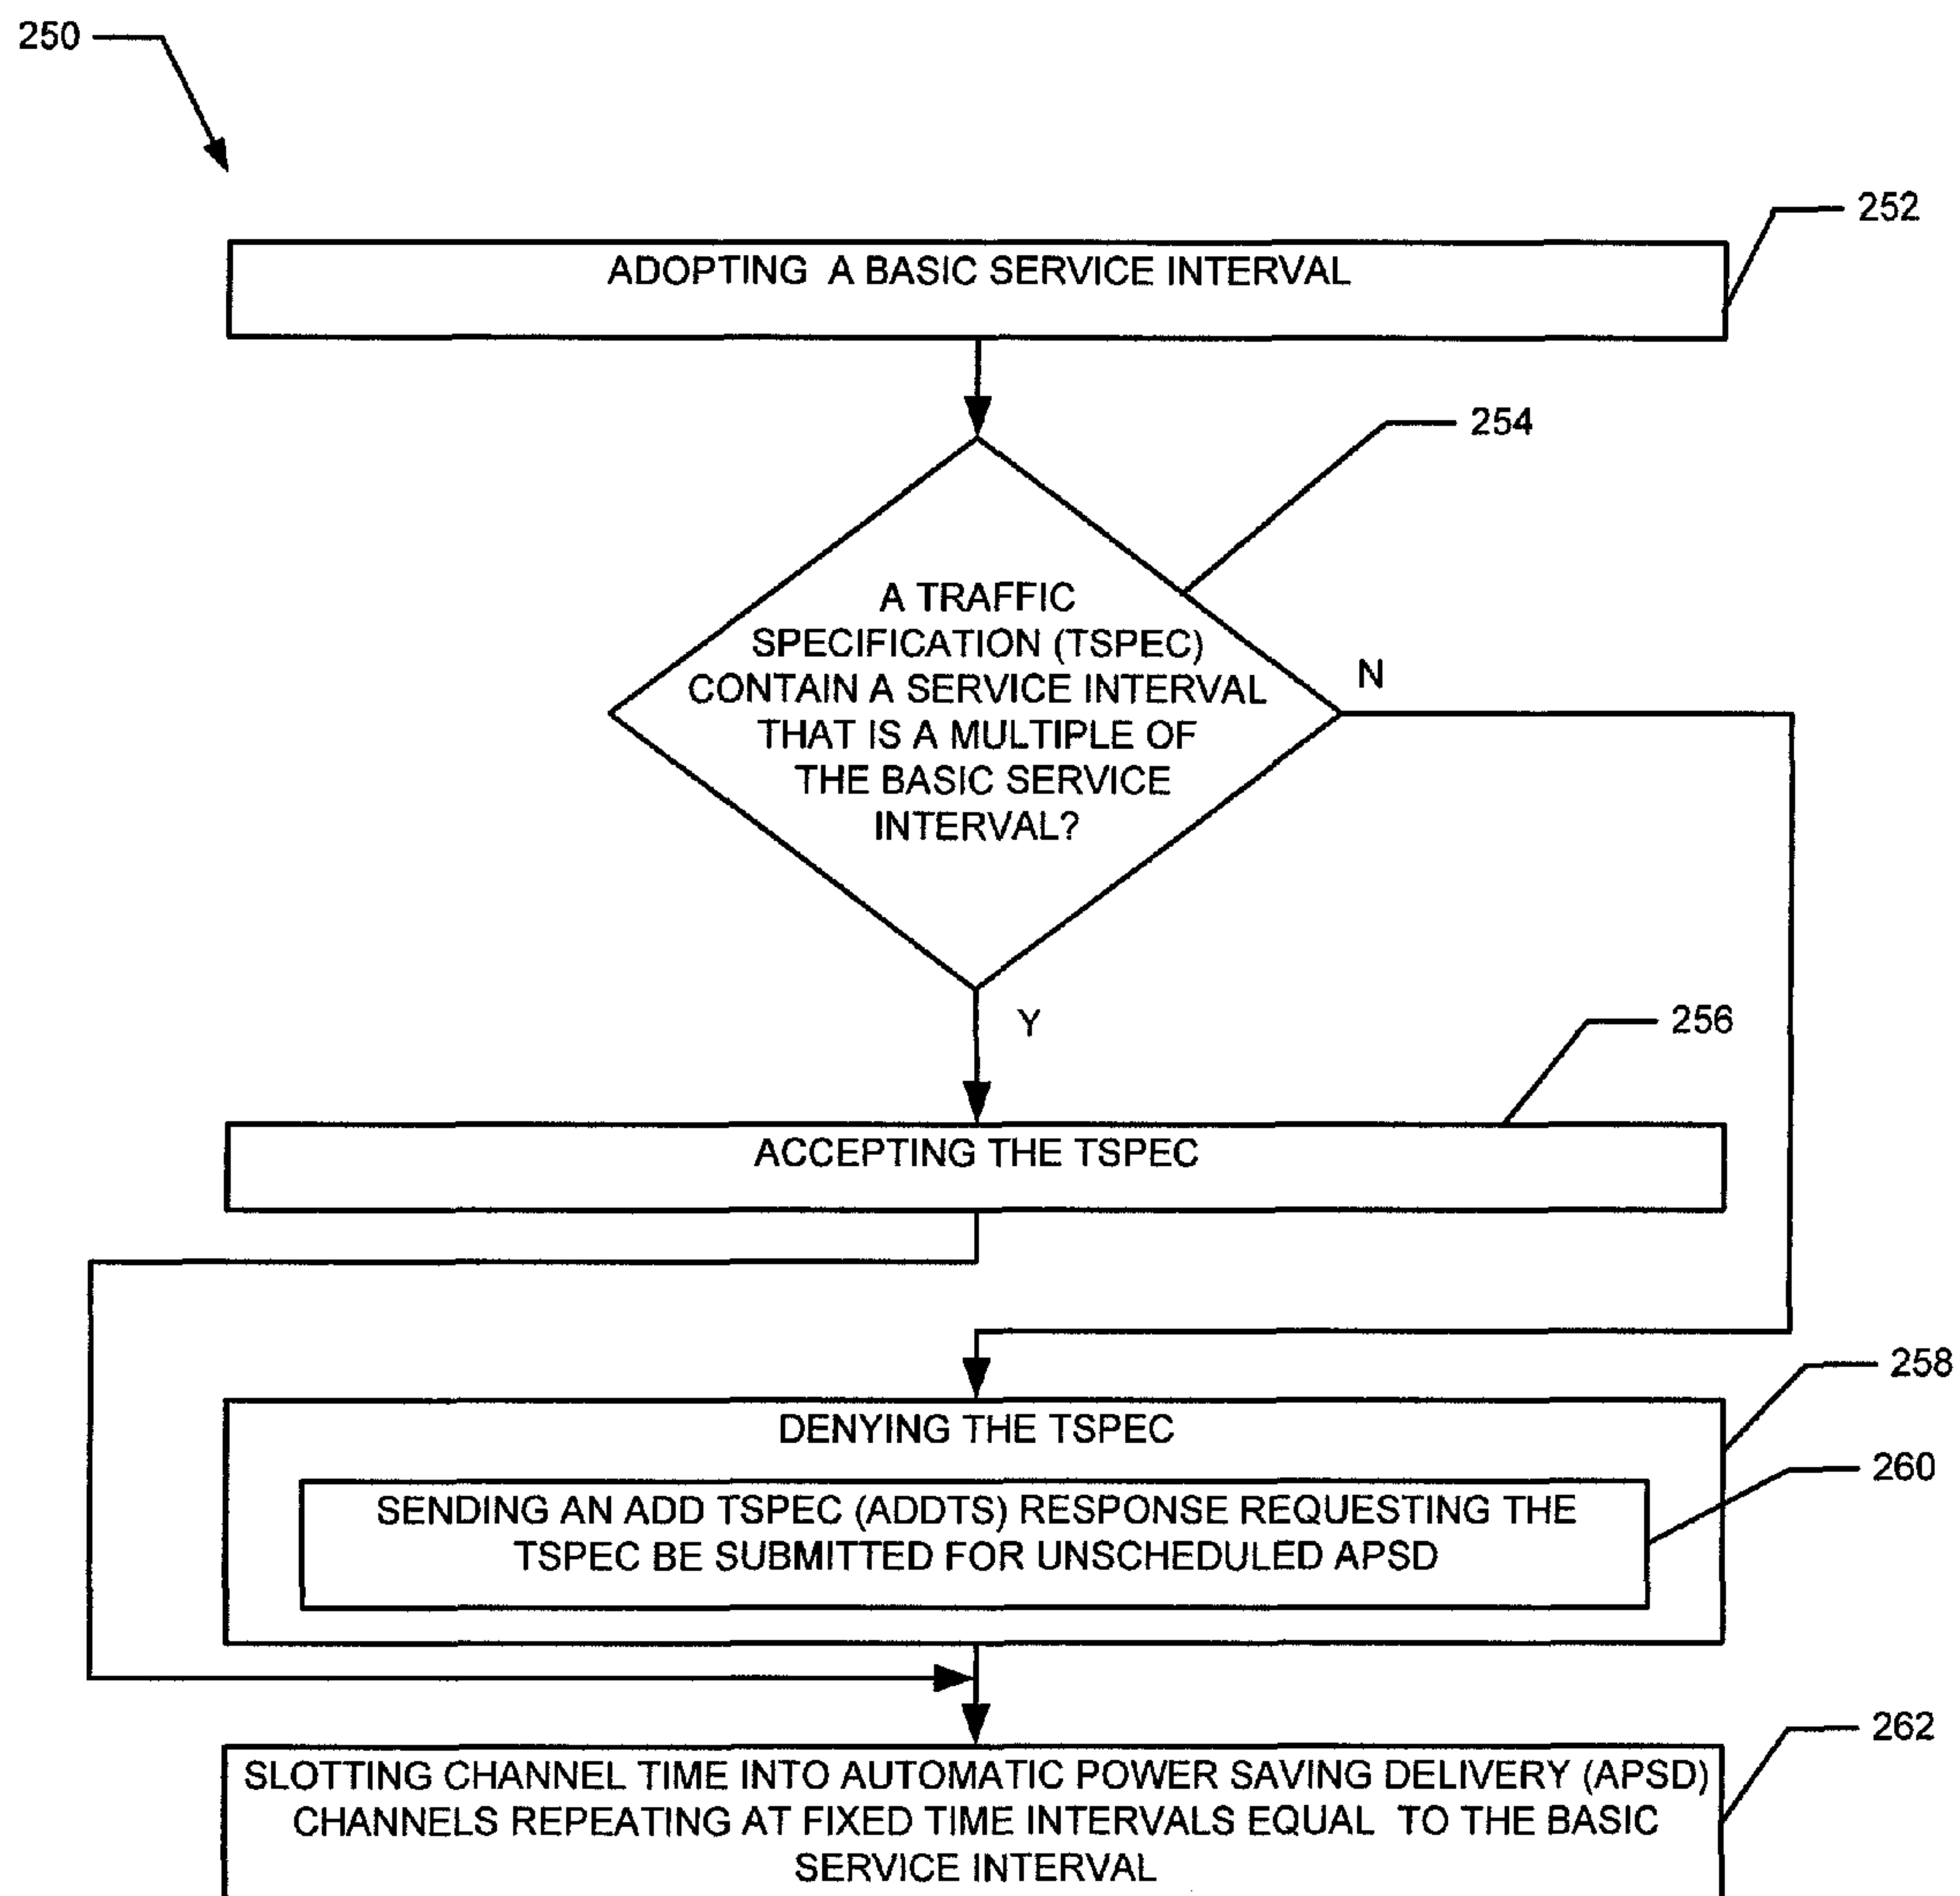 250
252
ADOPTING A BASIC SERVICE INTERVAL
254
A TRAFFIC
SPECIFICATION (TSPEC)
CONTAIN A SERVICE INTERVAL
THAT IS A MULTIPLE OF
THE BASIC SERVICE
INTERVAL?
N
Y
256
ACCEPTING THE TSPEC
258
DENYING THE TSPEC
260
SENDING AN ADD TSPEC (ADDTS) RESPONSE REQUESTING THE
TSPEC BE SUBMITTED FOR UNSCHEDULED APSD
262
SLOTTING CHANNEL TIME INTO AUTOMATIC POWER SAVING DELIVERY (APSD)
CHANNELS REPEATING AT FIXED TIME INTERVALS EQUAL TO THE BASIC
SERVICE INTERVAL